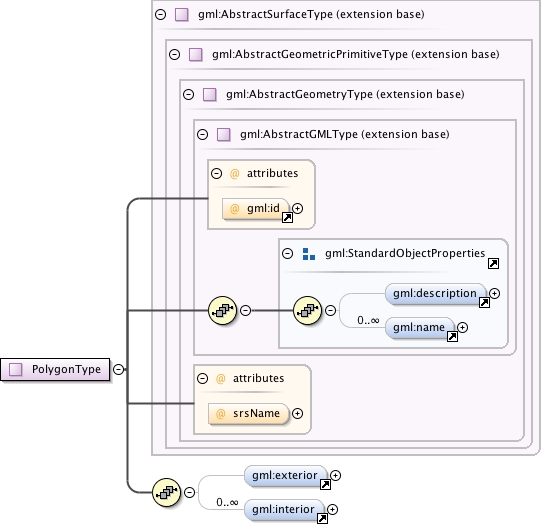 gml:AbstractSurfaceType (extension base)
gml:AbstractGeometricPrimitiveType (extension base)
gml:AbstractGeometryType (extension base)
gml:AbstractGMLType (extension base)
@ attributes
@ gml:id
gml:StandardObjectProperties
gml:description
0..∞
gml:name
PolygonType
@ attributes
@ srsName
gml:exterior
0..∞
gml:interior